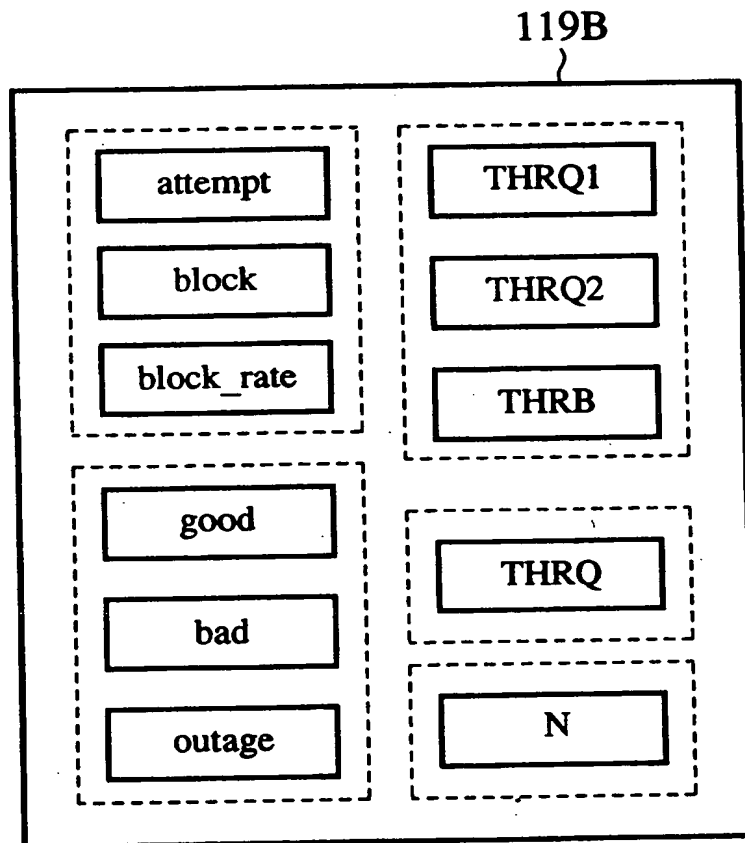 119B
attempt
block
block_rate
good
bad
outage
THRQ1
THRQ2
THRB
THRQ
N